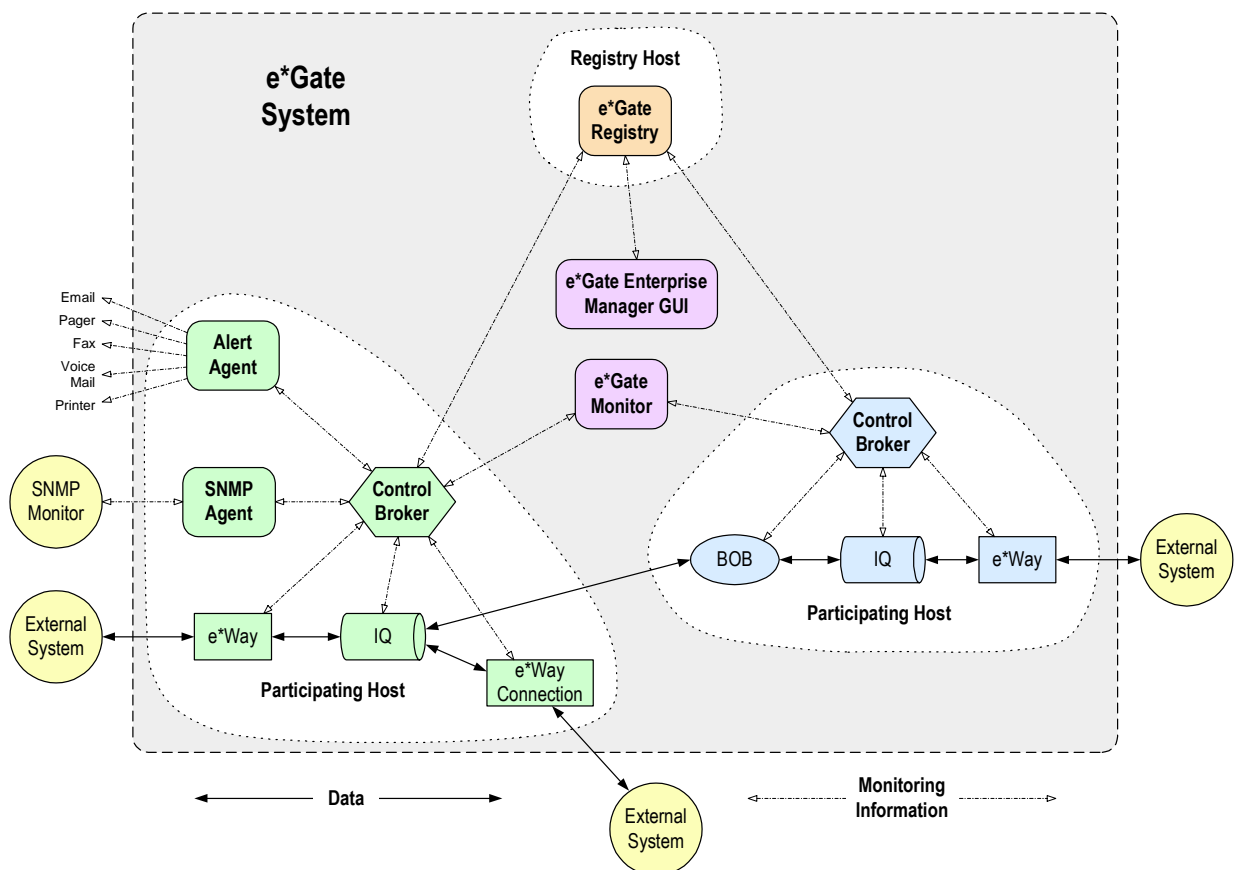 e*Gate
System
Registry Host
e*Gate
Registry
e*Gate Enterprise
Manager GUI
Email
Pager
Fax
Voice
Mail
Printer
Alert
Agent
e*Gate
Monitor
Control
Broker
SNMP
Monitor
SNMP
Agent
Control
Broker
BOB
IQ
e*Way
External
System
Participating Host
External
System
e*Way
IQ
e*Way
Connection
Participating Host
Data
External
System
Monitoring
Information